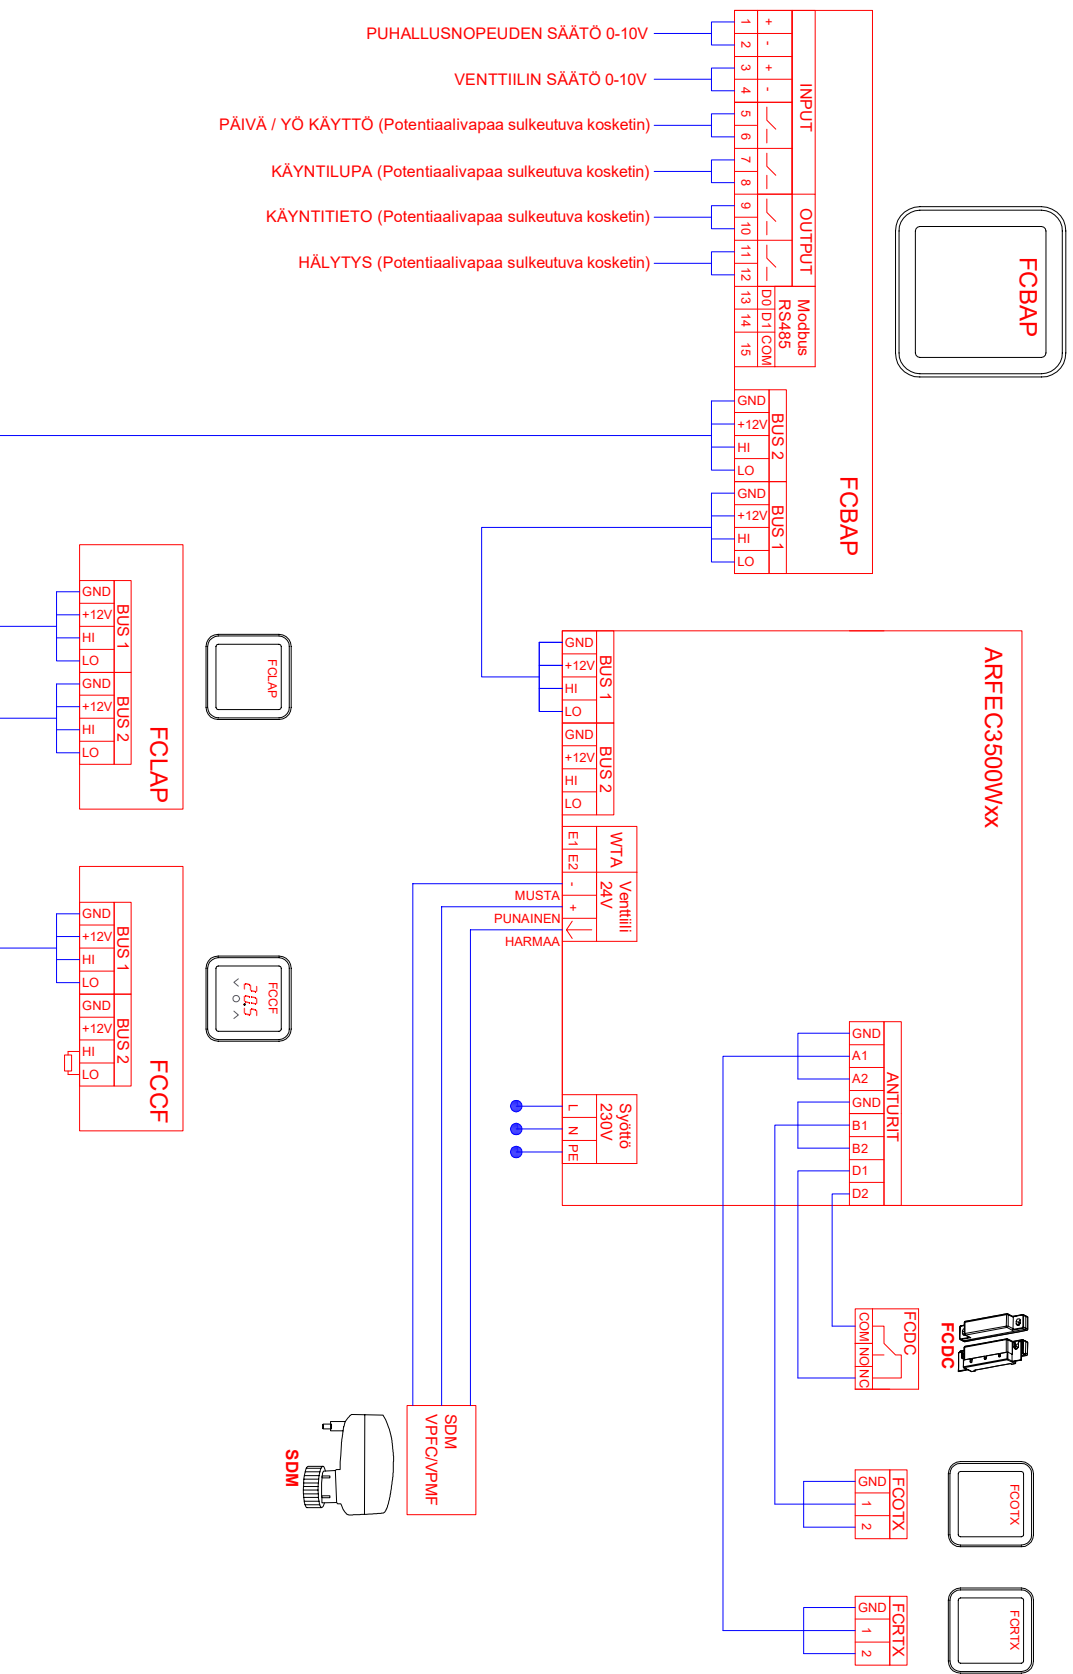 PUHALLUSNOPEUDEN SÄÄTÖ 0-10V
VENTTIILIN SÄÄTÖ 0-10V
PÄIVÄ / YÖ KÄYTTÖ (Potentiaalivapaa sulkeutuva kosketin)
KÄYNTILUPA (Potentiaalivapaa sulkeutuva kosketin)
KÄYNTITIETO (Potentiaalivapaa sulkeutuva kosketin)
HÄLYTYS (Potentiaalivapaa sulkeutuva kosketin)
1 +
2 -
3 +
4 -
5
6
7
8
9
10
11
12
13 D0
14 D1
15 COM
INPUT
OUTPUT
Modbus
RS485
FCBAP
FCBAP
GND
+12V
HI
LO
BUS 2
GND
+12V
HI
LO
BUS 1
ARFEC3500Wxx
GND
+12V
HI
LO
BUS 1
GND
+12V
HI
LO
BUS 2
E1
E2
WTA
-
+
Venttiili
24V
MUSTA
PUNAINEN
HARMAA
L
N
PE
Syöttö
230V
GND
A1
A2
GND
B1
B2
D1
D2
ANTURIT
GND
+12V
HI
LO
BUS 1
GND
+12V
HI
LO
BUS 2
FCLAP
FCLAP
GND
+12V
HI
LO
BUS 1
GND
+12V
HI
LO
BUS 2
FCCF
FCCF
20.5
COM
NO
NC
FCDC
FCDC
SDM
VPFC/VPMF
SDM
GND
1
2
FCOTX
FCOTX
GND
1
2
FCRTX
FCRTX